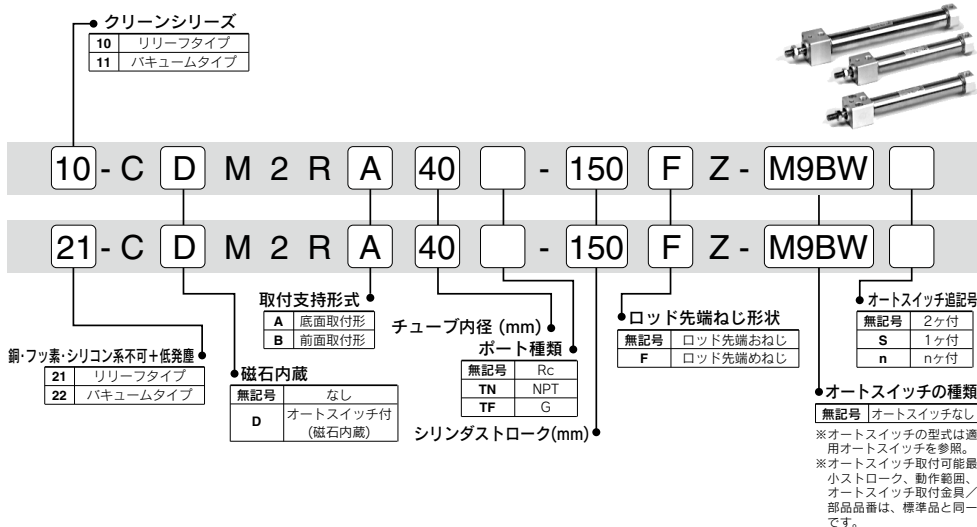 クリーンシリーズ
10 リリーフタイプ
11 バキュームタイプ
10 - C D M 2 R A 40 - 150 F Z - M9BW
21 - C D M 2 R A 40 - 150 F Z - M9BW
銅・フッ素・シリコン系不可+低発塵
21 リリーフタイプ
22 バキュームタイプ
磁石内蔵
無記号 なし
D オートスイッチ付
(磁石内蔵)
取付支持形式
A 底面取付形
B 前面取付形
チューブ内径 (mm)
ポート種類
無記号 Rc
TN NPT
TF G
シリンダストローク(mm)
ロッド先端ねじ形状
無記号 ロッド先端おねじ
F ロッド先端めねじ
オートスイッチ追記号
無記号 2ヶ付
S 1ヶ付
n nヶ付
オートスイッチの種類
無記号 オートスイッチなし
※オートスイッチの型式は適
用オートスイッチを参照。
※オートスイッチ取付可能最
小ストローク、動作範囲、
オートスイッチ取付金具／
部品品番は、標準品と同一
です。